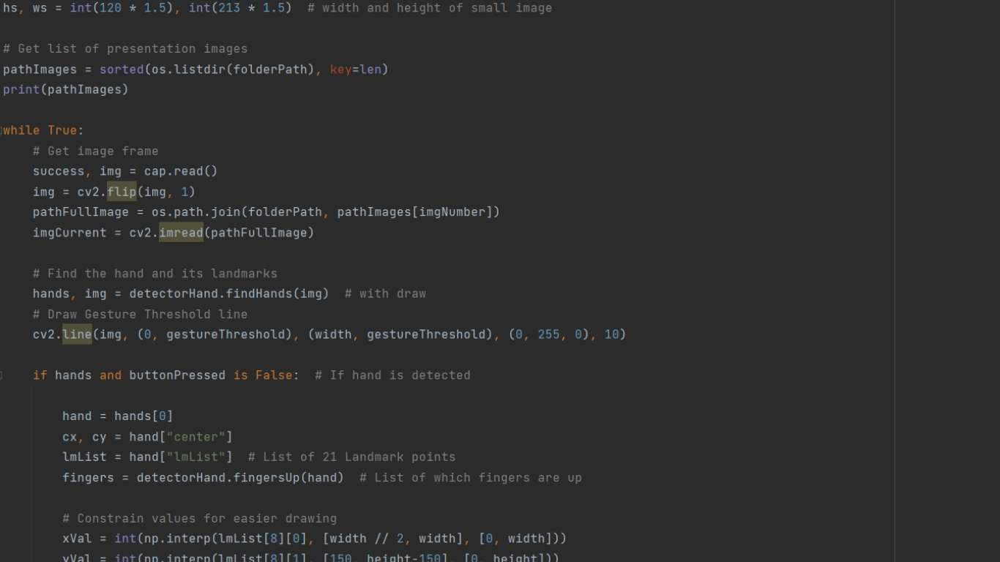 hs, ws = int(120 * 1.5), int(213 * 1.5)  # width and height of small image
# Get list of presentation images
pathImages = sorted(os.listdir(folderPath), key=len)
print(pathImages)
while True:
# Get image frame
success, img = cap.read()
img = cv2.flip(img, 1)
pathFullImage = os.path.join(folderPath, pathImages[imgNumber])
imgCurrent = cv2.imread(pathFullImage)
# Find the hand and its landmarks
hands, img = detectorHand.findHands(img)  # with draw
# Draw Gesture Threshold line
cv2.line(img, (0, gestureThreshold), (width, gestureThreshold), (0, 255, 0), 10)
if hands and buttonPressed is False:  # If hand is detected
hand = hands[0]
cx, cy = hand["center"]
lmList = hand["lmList"]  # List of 21 Landmark points
fingers = detectorHand.fingersUp(hand)  # List of which fingers are up
# Constrain values for easier drawing
xVal = int(np.interp(lmList[8][0], [width // 2, width], [0, width]))
yVal = int(np.interp(lmList[8][1], [150, height-150], [0, height]))